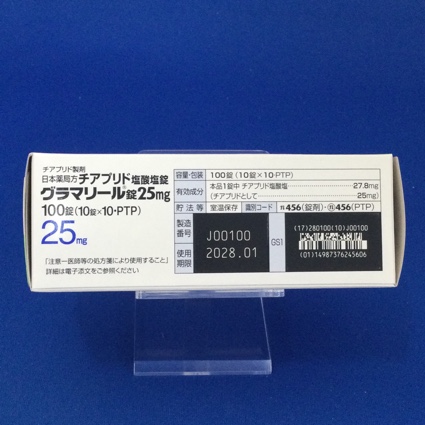 チアプリド製剤
日本薬局方 チアプリド塩酸塩錠
グラマリール錠25mg
100錠(10錠×10・PTP)
25mg
「注意—医師等の処方箋により使用すること」
詳細は電子添文をご参照ください
容量・包装 100錠(10錠×10・PTP)
有効成分 本品1錠中 チアプリド塩酸塩 27.8mg
(チアプリドとして 25mg)
貯法等 室温保存 識別コード 456(錠剤)・456(PTP)
製造番号 J00100
使用期限 2028.01
GS1
(17)280100(10)J00100
(01)14987376245606